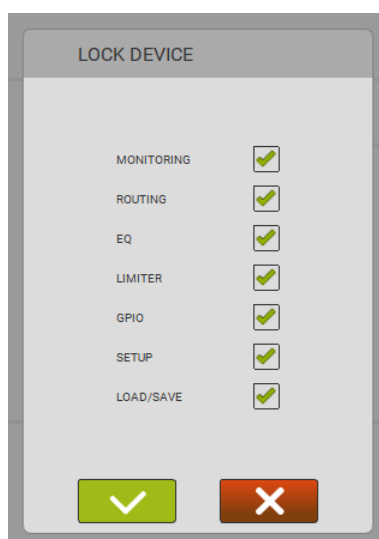 LOCK DEVICE
MONITORING
ROUTING
EQ
LIMITER
GPIO
SETUP
LOAD/SAVE